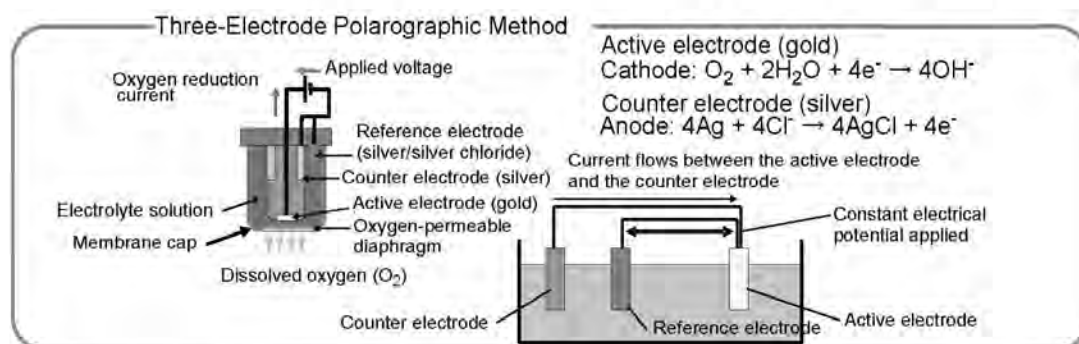 Three-Electrode Polarographic Method
Oxygen reduction
current
Applied voltage
Reference electrode
(silver/silver chloride)
Counter electrode (silver)
Active electrode (gold)
Oxygen-permeable
diaphragm
Electrolyte solution
Membrane cap
Dissolved oxygen (O₂)
Active electrode (gold)
Cathode: O₂ + 2H₂O + 4e⁻ → 4OH⁻
Counter electrode (silver)
Anode: 4Ag + 4Cl⁻ → 4AgCl + 4e⁻
Current flows between the active electrode
and the counter electrode
Constant electrical
potential applied
Counter electrode
Reference electrode
Active electrode